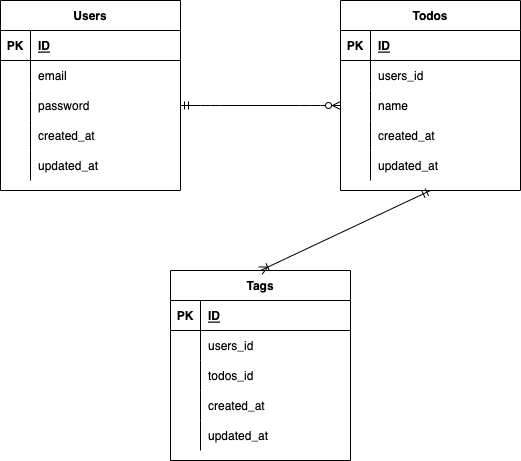 Users
PK ID
email
password
created_at
updated_at
Todos
PK ID
users_id
name
created_at
updated_at
Tags
PK ID
users_id
todos_id
created_at
updated_at